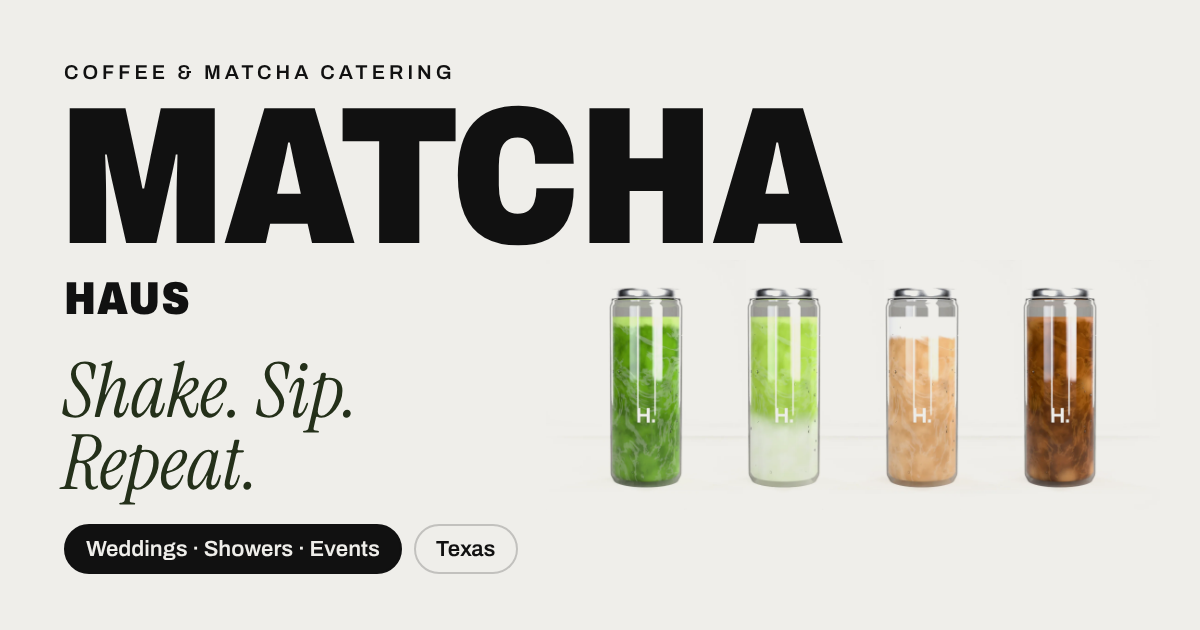 COFFEE & MATCHA CATERING
MATCHA
HAUS
Shake. Sip.
Repeat.
H. H. H. H.
Weddings · Showers · Events
Texas